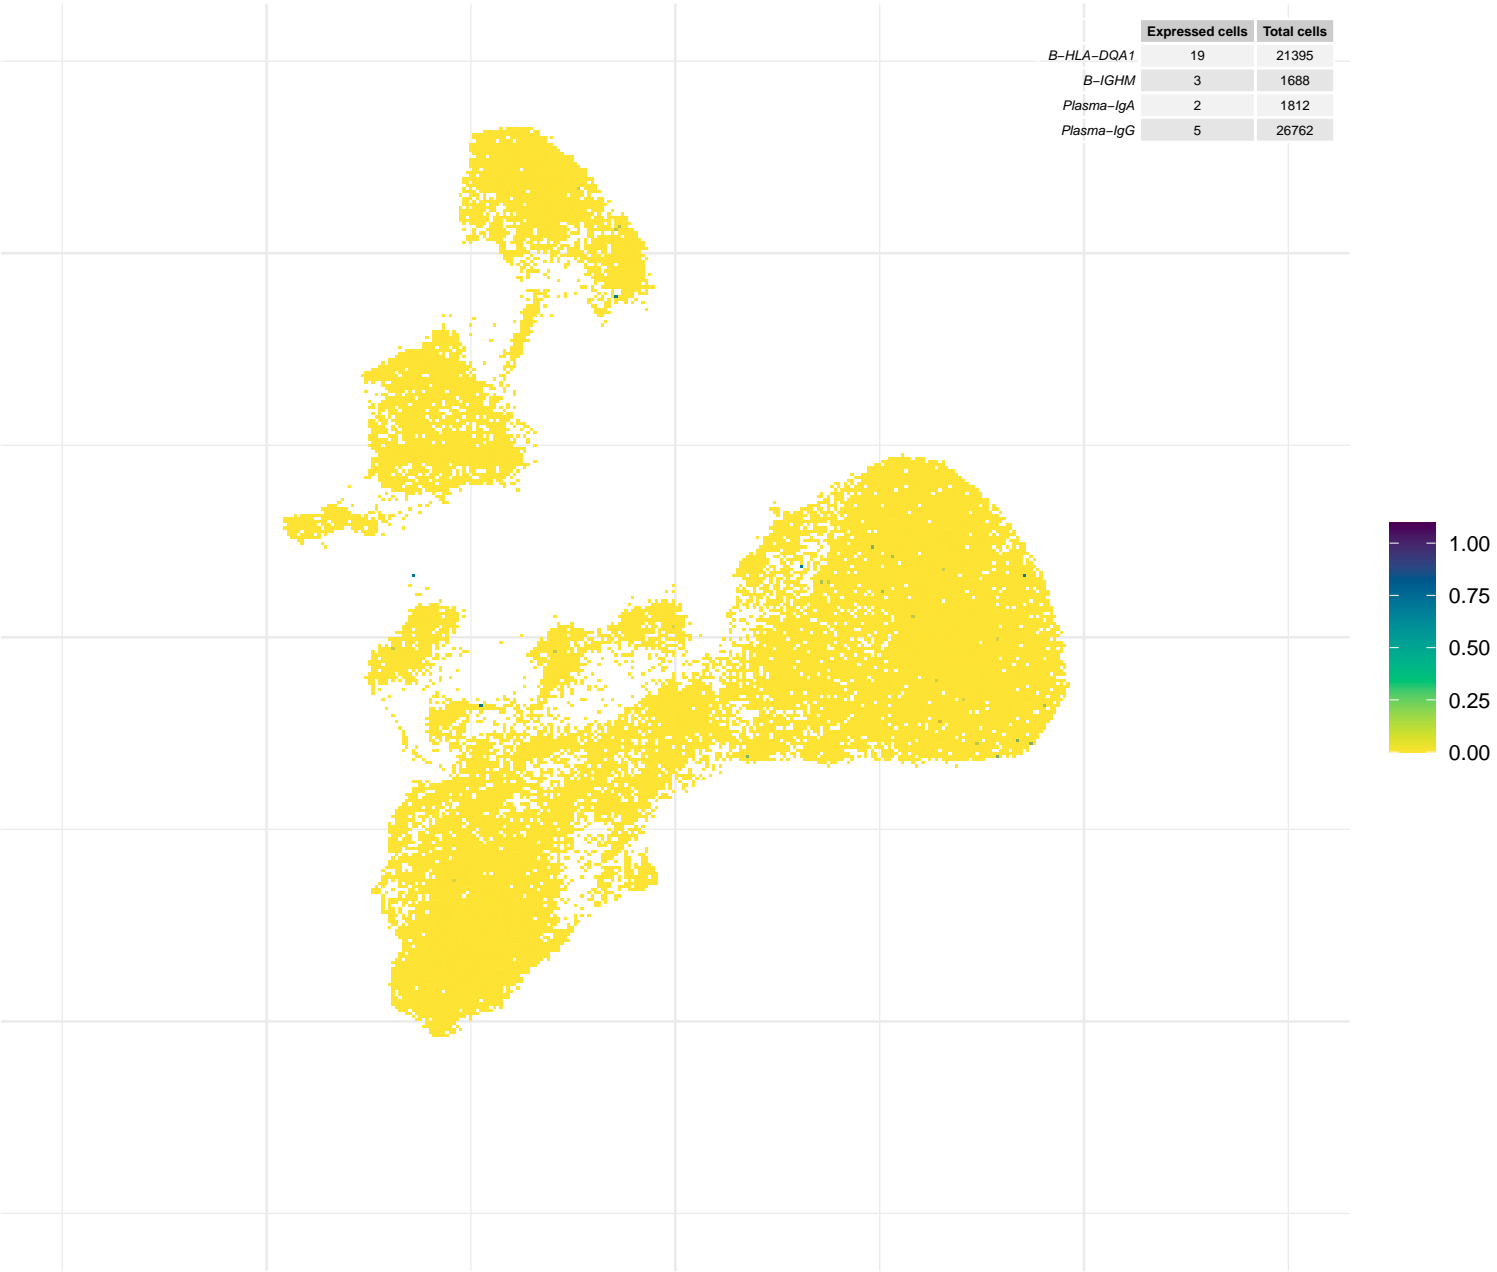 Expressed cells Total cells
B−HLA−DQA1 19 21395
B−IGHM 3 1688
Plasma−IgA 2 1812
Plasma−IgG 5 26762
1.00
0.75
0.50
0.25
0.00